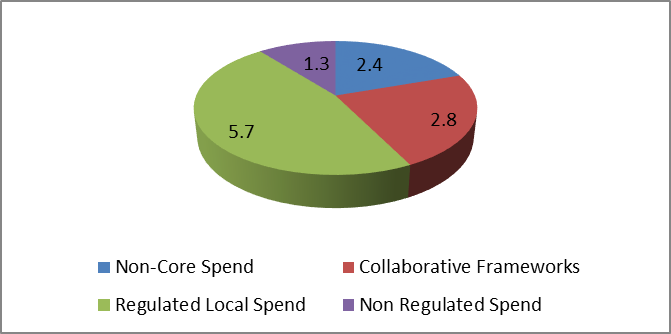 1.3
2.4
5.7
2.8
Non-Core Spend
Collaborative Frameworks
Regulated Local Spend
Non Regulated Spend